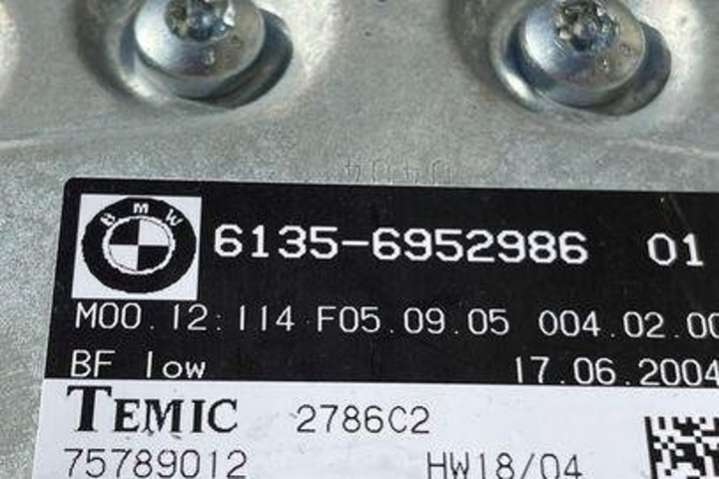 BMW
6135-6952986 01
M00.12:114 F05.09.05 004.02.00
BF low 17.06.2004
TEMIC 2786C2
75789012 HW18/04